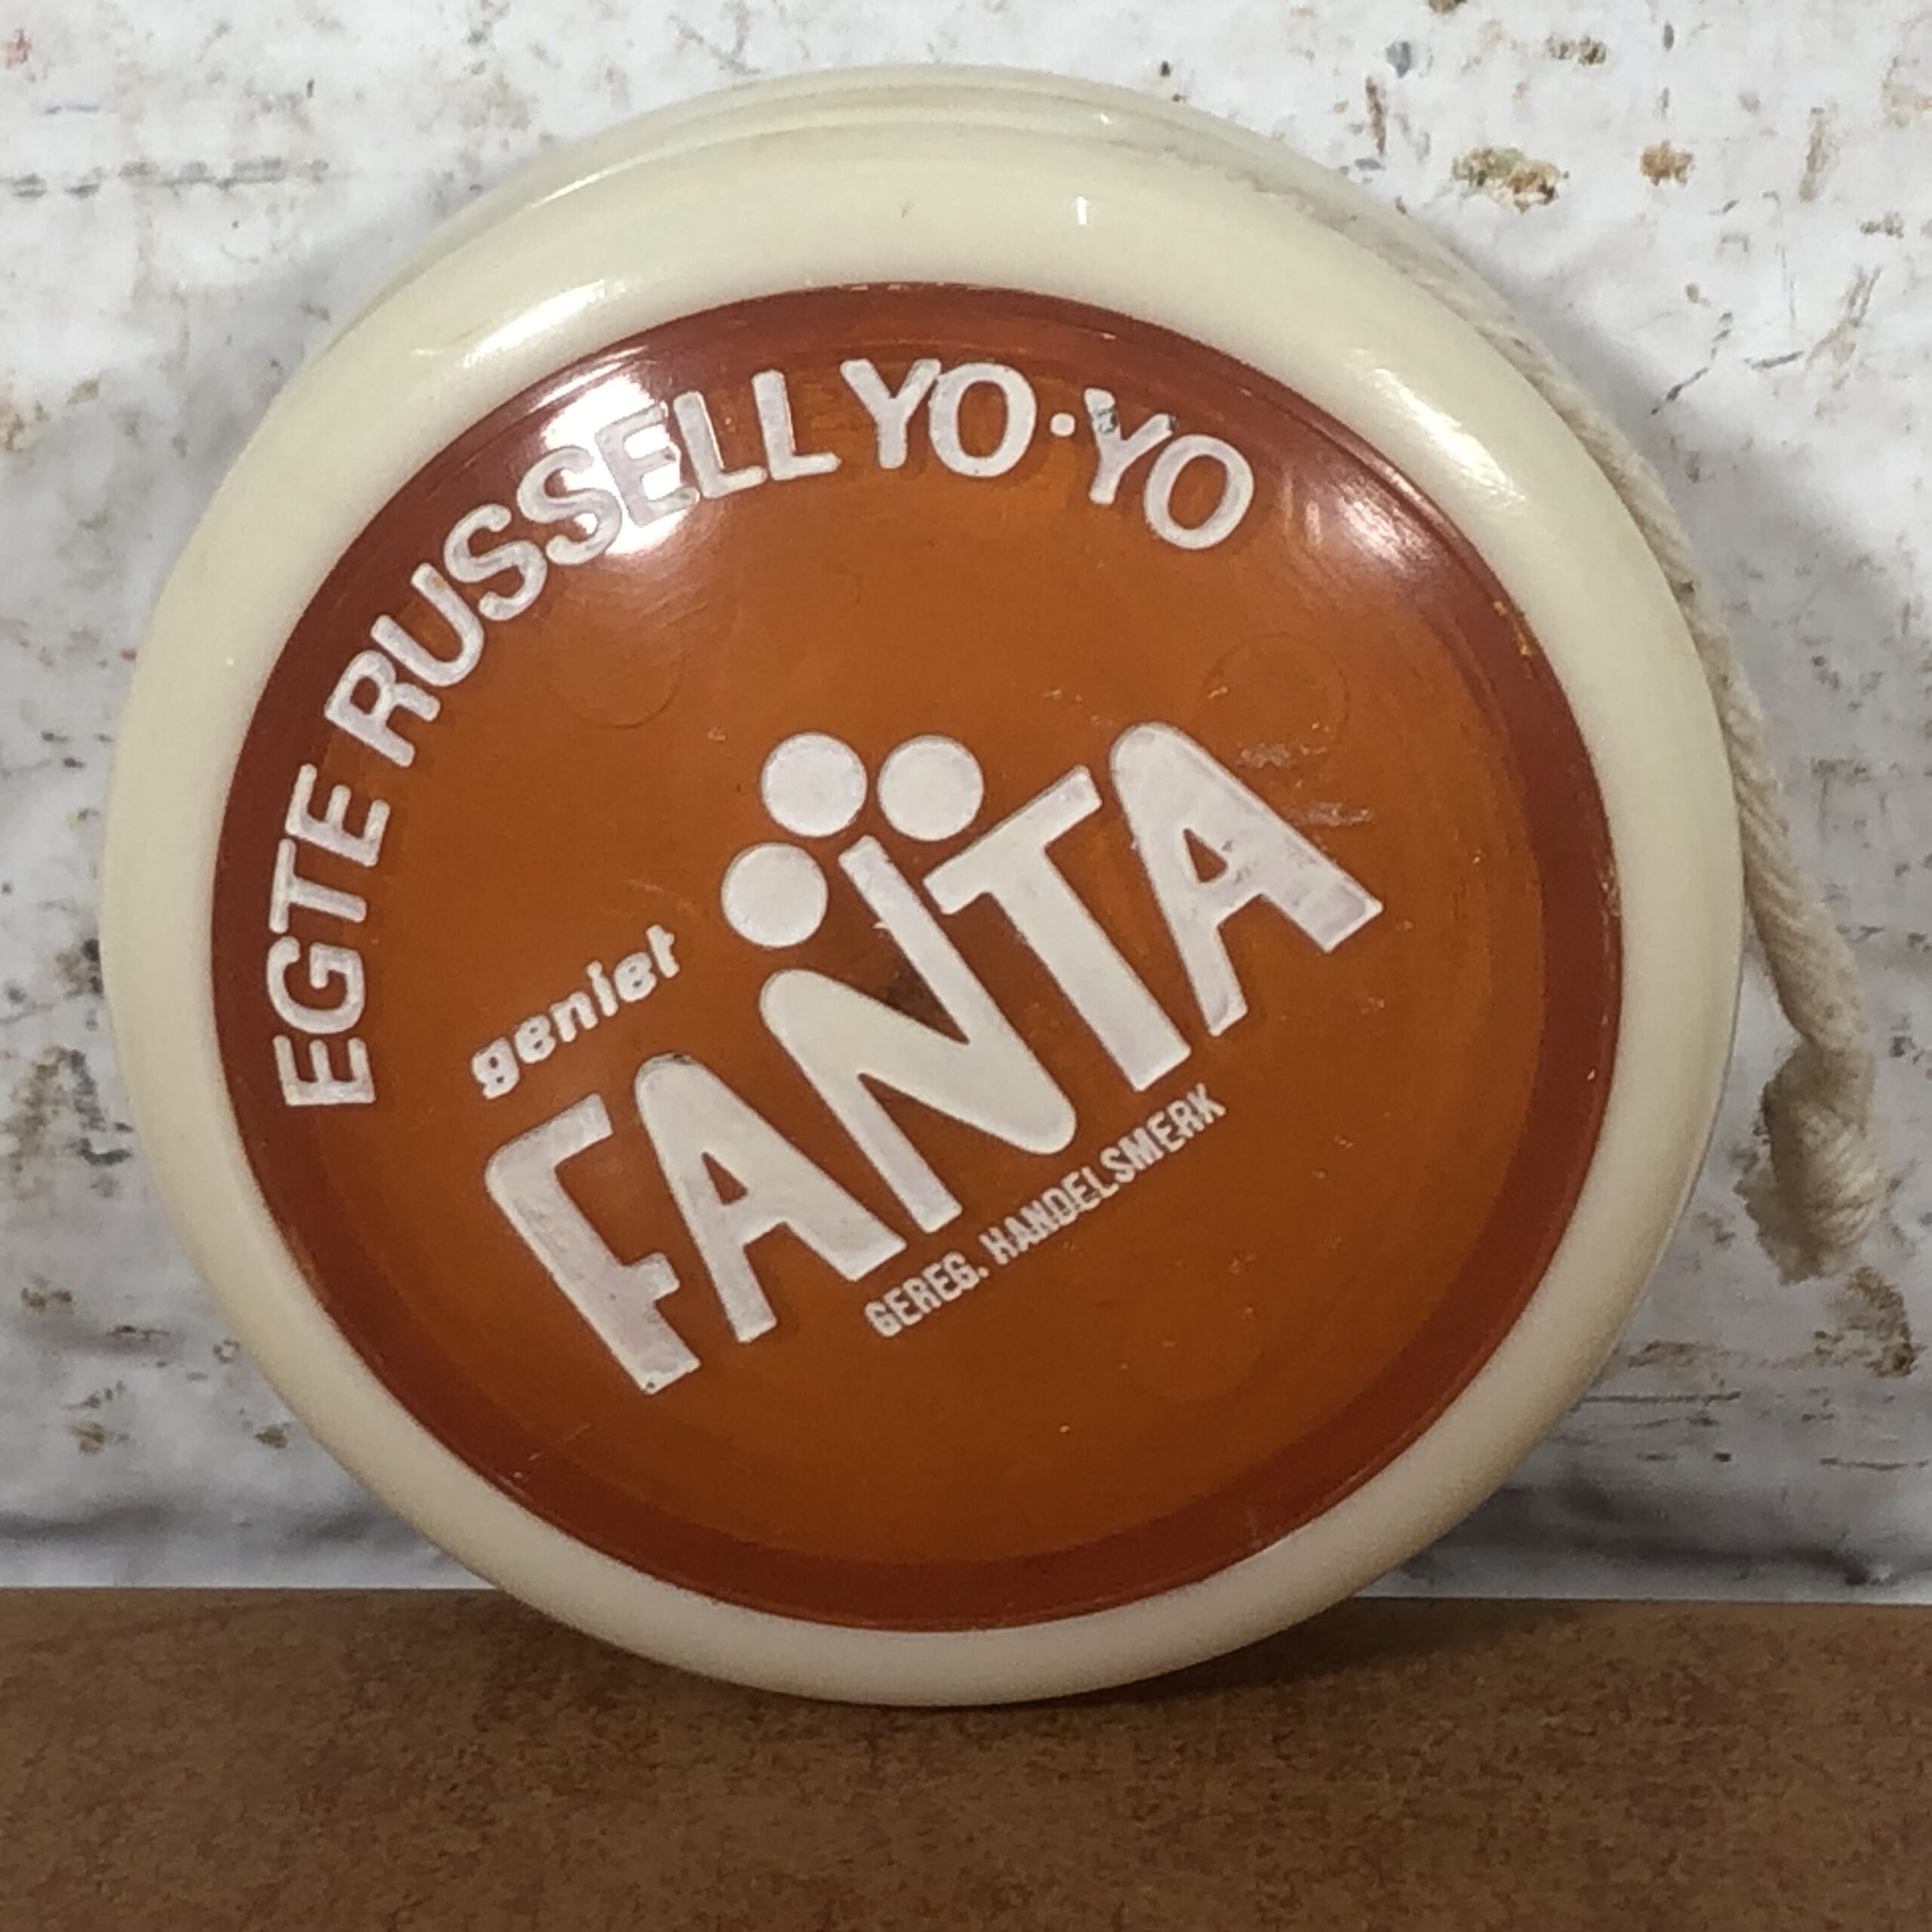 EGTE RUSSELL YO·YO
geniet
FANTA
GEREG. HANDELSMERK